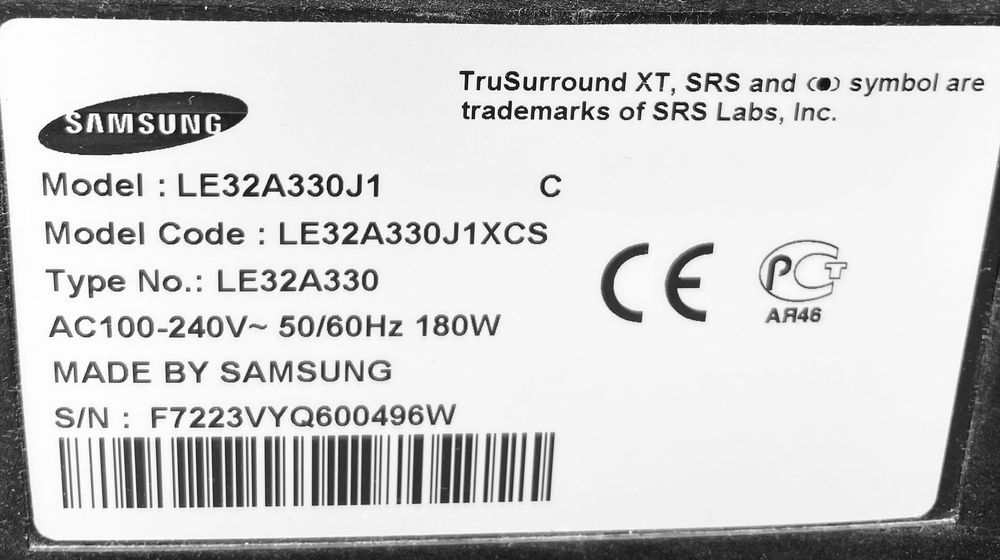 TruSurround XT, SRS and (●) symbol are
trademarks of SRS Labs, Inc.
SAMSUNG
Model : LE32A330J1 C
Model Code : LE32A330J1XCS
Type No.: LE32A330
AC100-240V~ 50/60Hz 180W
MADE BY SAMSUNG
S/N : F7223VYQ600496W
CE
РСТ
АЯ46